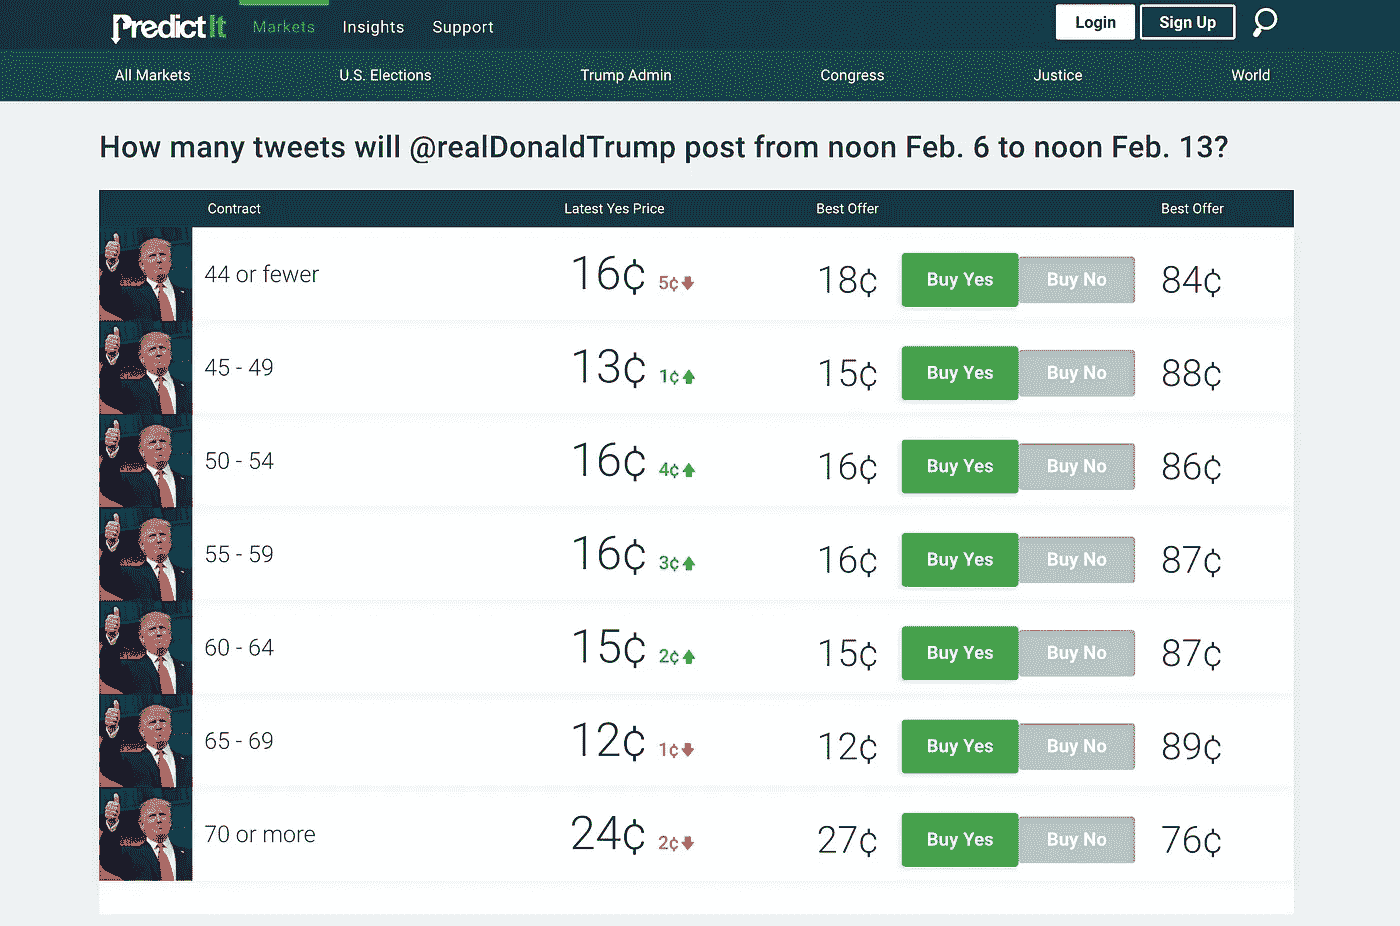 PredictIt Markets Insights Support Login Sign Up
All Markets U.S. Elections Trump Admin Congress Justice World
How many tweets will @realDonaldTrump post from noon Feb. 6 to noon Feb. 13?
Contract Latest Yes Price Best Offer Best Offer
44 or fewer 16¢ 5¢ 18¢ Buy Yes Buy No 84¢
45 - 49 13¢ 1¢ 15¢ Buy Yes Buy No 88¢
50 - 54 16¢ 4¢ 16¢ Buy Yes Buy No 86¢
55 - 59 16¢ 3¢ 16¢ Buy Yes Buy No 87¢
60 - 64 15¢ 2¢ 15¢ Buy Yes Buy No 87¢
65 - 69 12¢ 1¢ 12¢ Buy Yes Buy No 89¢
70 or more 24¢ 2¢ 27¢ Buy Yes Buy No 76¢